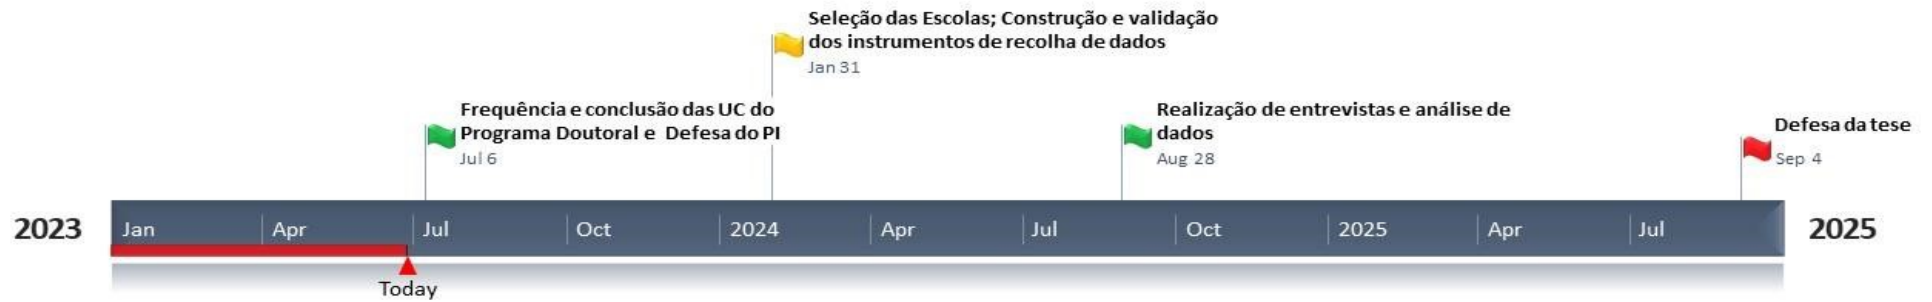 Seleção das Escolas; Construção e validação
dos instrumentos de recolha de dados
Jan 31
Frequência e conclusão das UC do
Programa Doutoral e Defesa do PI
Jul 6
Realização de entrevistas e análise de
dados
Aug 28
Defesa da tese
Sep 4
2023 Jan Apr Jul Oct 2024 Apr Jul Oct 2025 Apr Jul 2025
Today